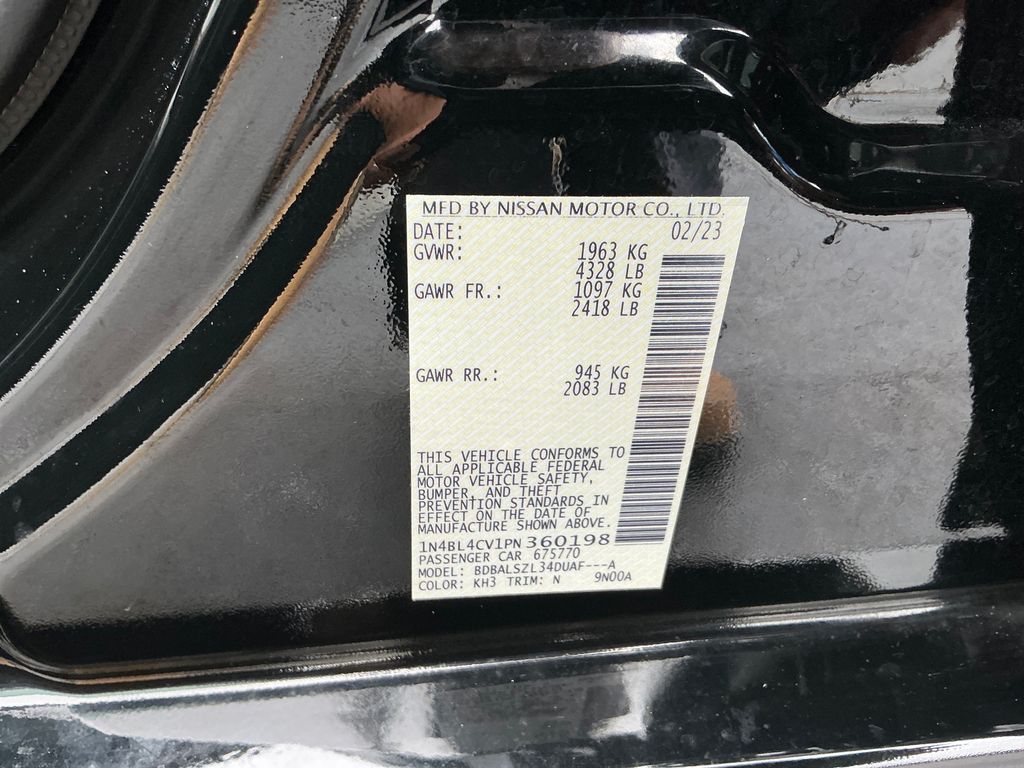 MFD BY NISSAN MOTOR CO., LTD.
DATE: 02/23
GVWR: 1963 KG
4328 LB
GAWR FR.: 1097 KG
2418 LB
GAWR RR.: 945 KG
2083 LB
THIS VEHICLE CONFORMS TO
ALL APPLICABLE FEDERAL
MOTOR VEHICLE SAFETY,
BUMPER, AND THEFT
PREVENTION STANDARDS IN
EFFECT ON THE DATE OF
MANUFACTURE SHOWN ABOVE.
1N4BL4CV1PN360198
PASSENGER CAR 675770
MODEL: BDBALSZL34DUAF---A
COLOR: KH3 TRIM: N 9N00A